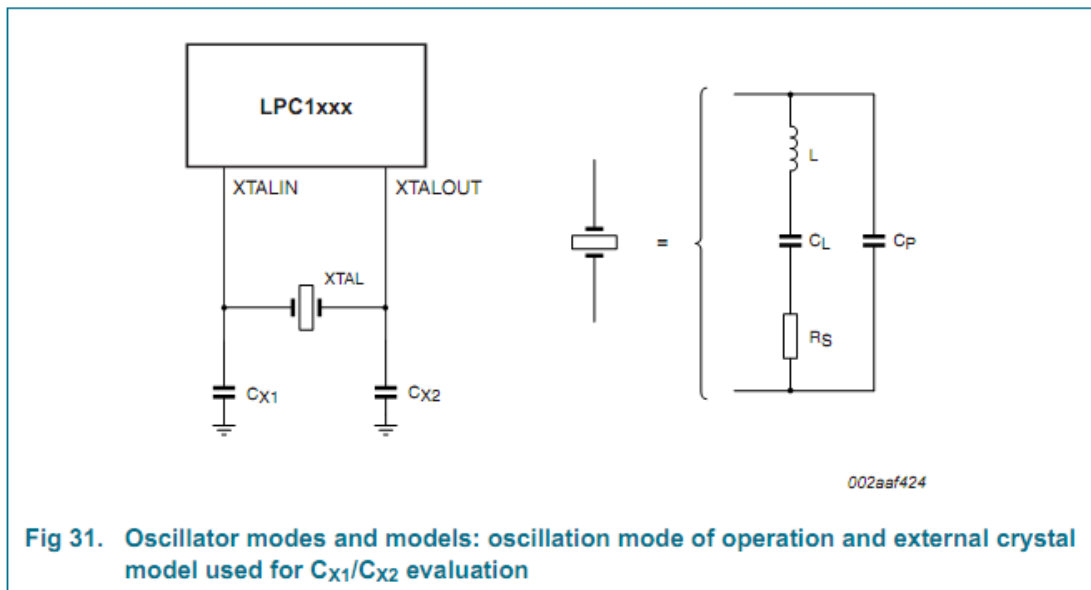 LPC1xxx
XTALIN
XTALOUT
XTAL
CX1
CX2
=
L
CL
CP
RS
002aaf424
Fig 31. Oscillator modes and models: oscillation mode of operation and external crystal
model used for CX1/CX2 evaluation